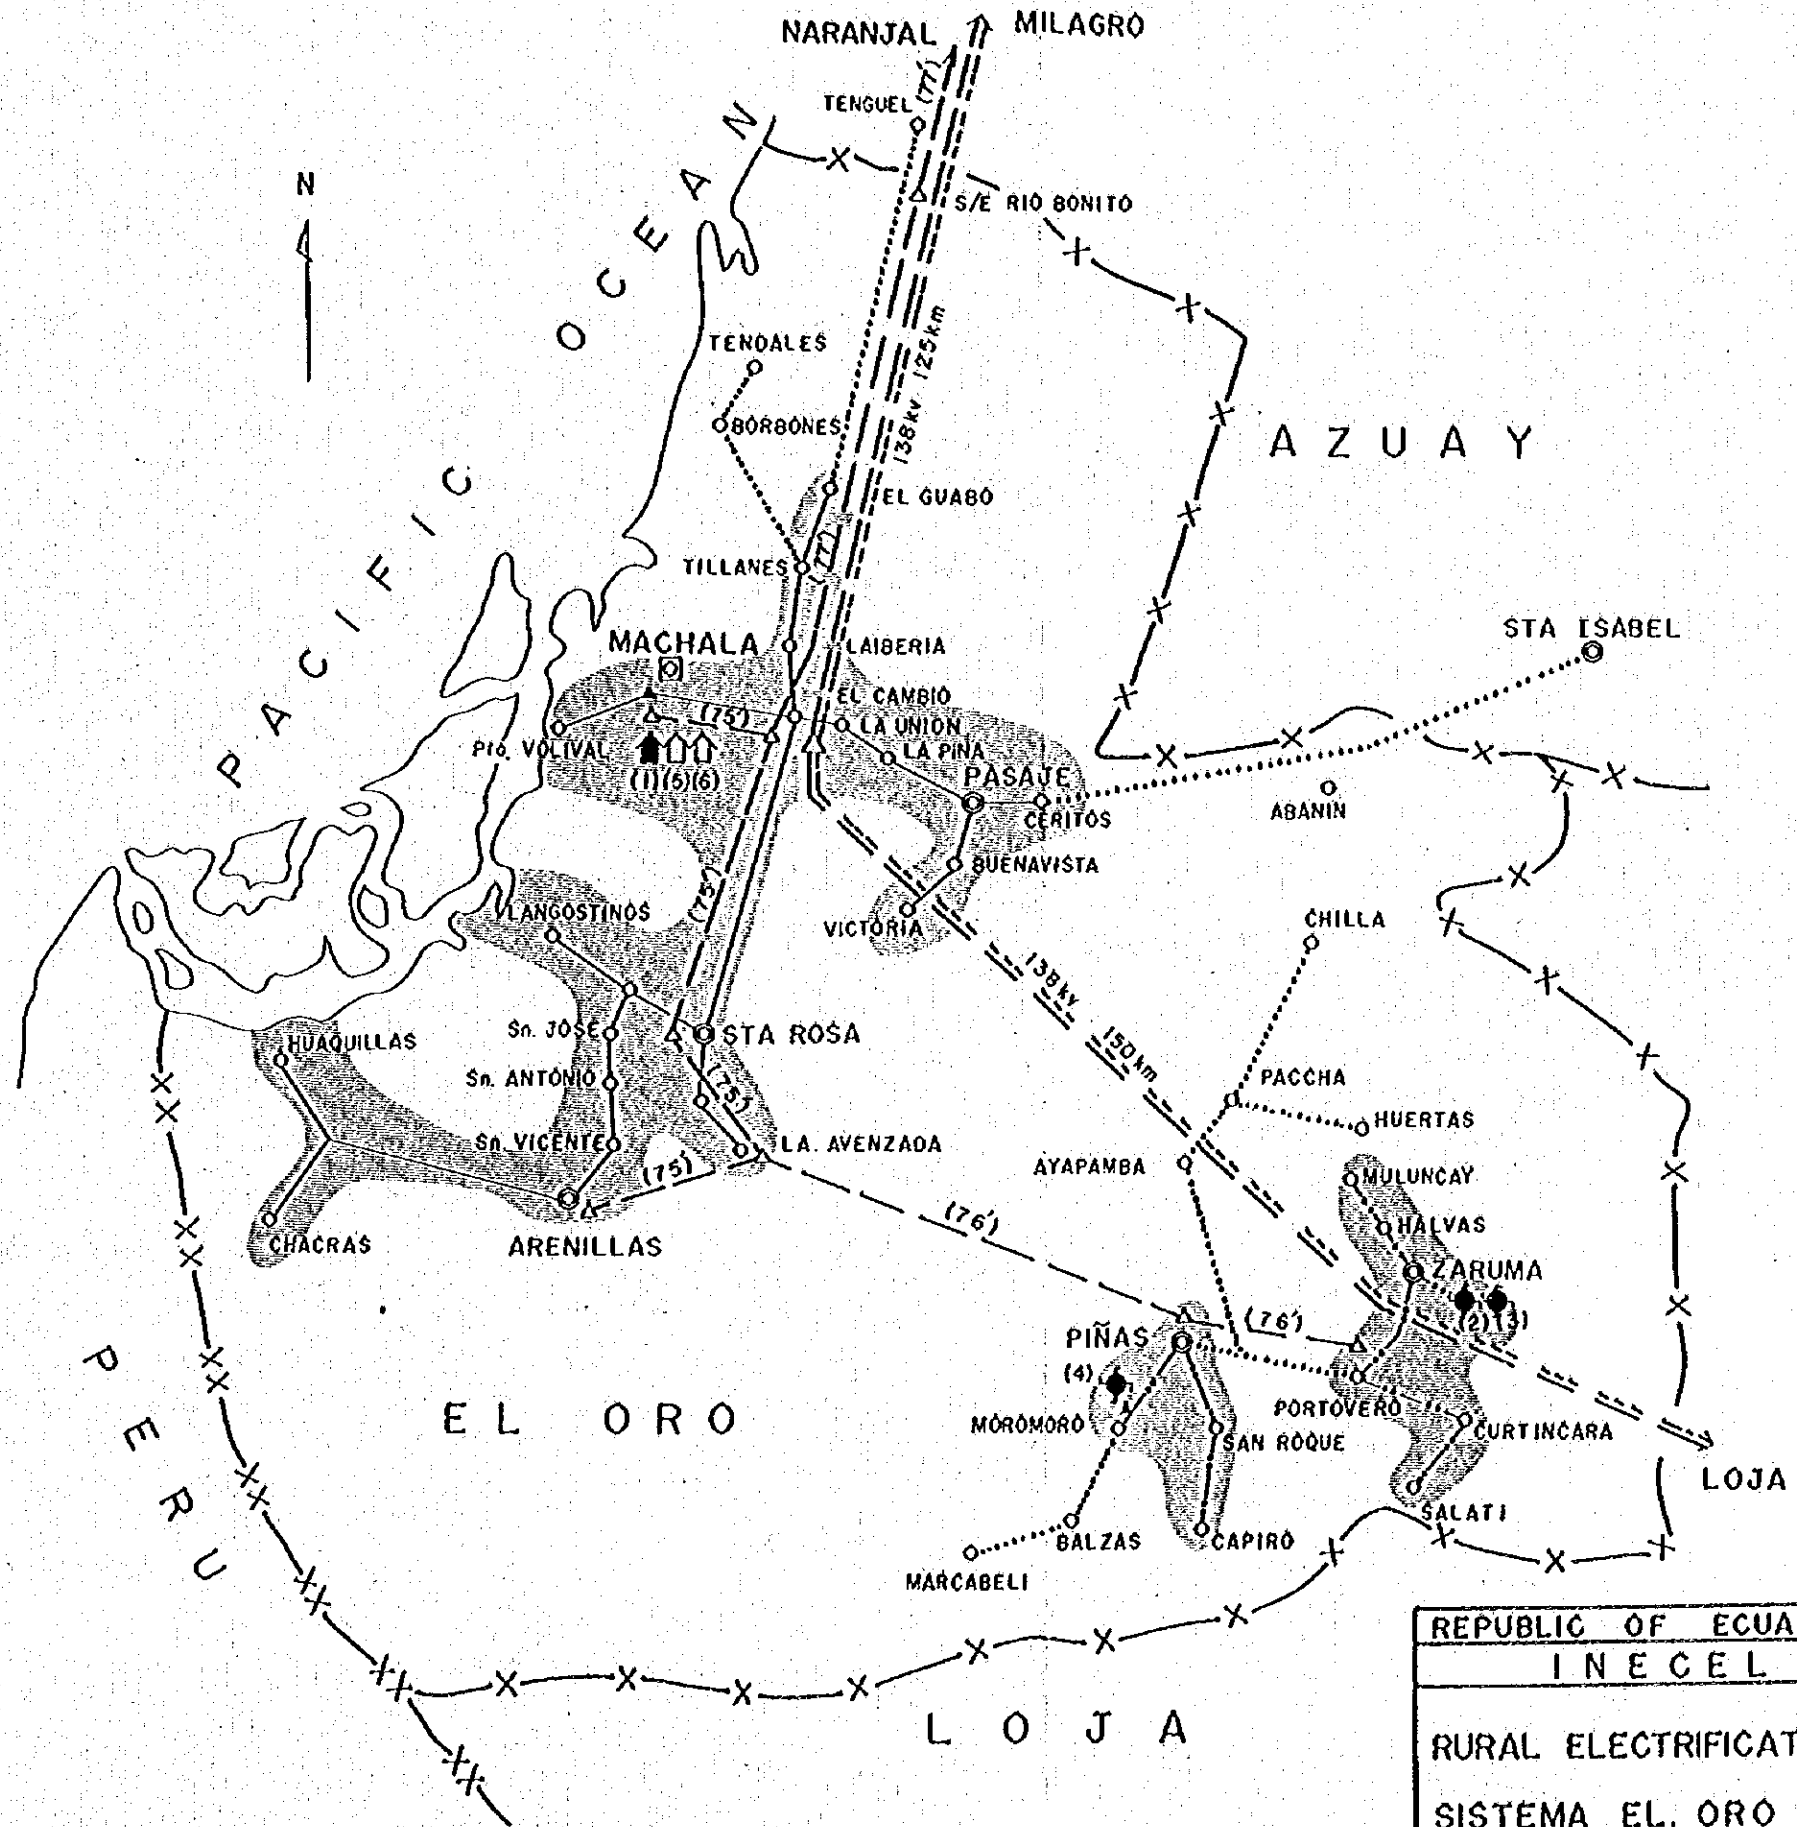 NARANJAL
MILAGRO
TENGUEL
(77')
N
S/E RIO BONITO
PACIFIC OCEAN
138kv 125km
TENDALES
BORBONES
AZUAY
EL GUABO
TILLANES
(77')
STA ISABEL
MACHALA
LAIBERIA
EL CAMBIO
(75')
LA UNION
Pto. VOLIVAL
LA PIÑA
(1)(5)(6)
PASAJE
ABANIN
CERITOS
BUENAVISTA
(75')
LANGOSTINOS
VICTORIA
CHILLA
138kv 150km
Sn. JOSE
STA ROSA
HUAQUILLAS
Sn. ANTONIO
(75')
PACCHA
HUERTAS
Sn. VICENTE
LA. AVENZADA
(75')
AYAPAMBA
MULUNCAY
(76')
HALVAS
CHACRAS
ARENILLAS
ZARUMA
(2)(3)
(76')
PIÑAS
(4)
PERU
EL ORO
MOROMORO
PORTOVERO
SAN ROQUE
CURTINCARA
LOJA
SALATI
BALZAS
CAPIRO
MARCABELI
LOJA
REPUBLIC OF ECUA
INECEL
RURAL ELECTRIFICAT
SISTEMA EL. ORO